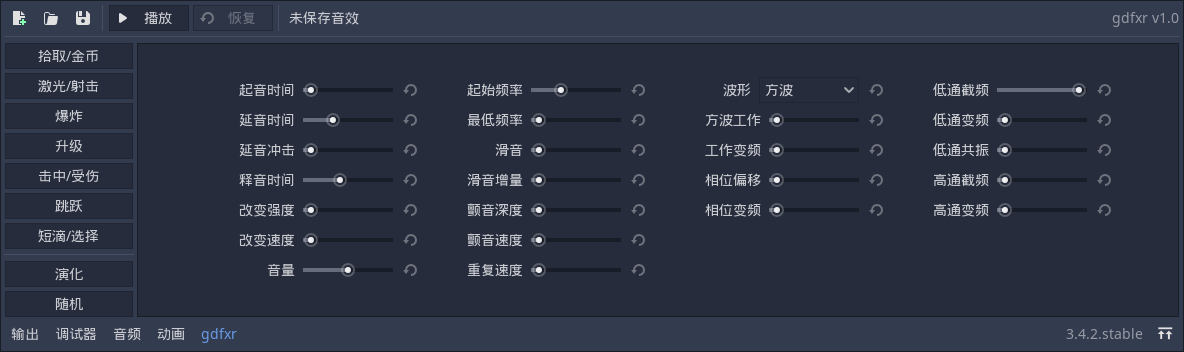 播放 恢复 未保存音效 gdfxr v1.0
拾取/金币
激光/射击
爆炸
升级
击中/受伤
跳跃
短滴/选择
演化
随机
起音时间 起始频率 波形 方波 低通截频
延音时间 最低频率 方波工作 低通变频
延音冲击 滑音 工作变频 低通共振
释音时间 滑音增量 相位偏移 高通截频
改变强度 颤音深度 相位变频 高通变频
改变速度 颤音速度
音量 重复速度
输出 调试器 音频 动画 gdfxr 3.4.2.stable